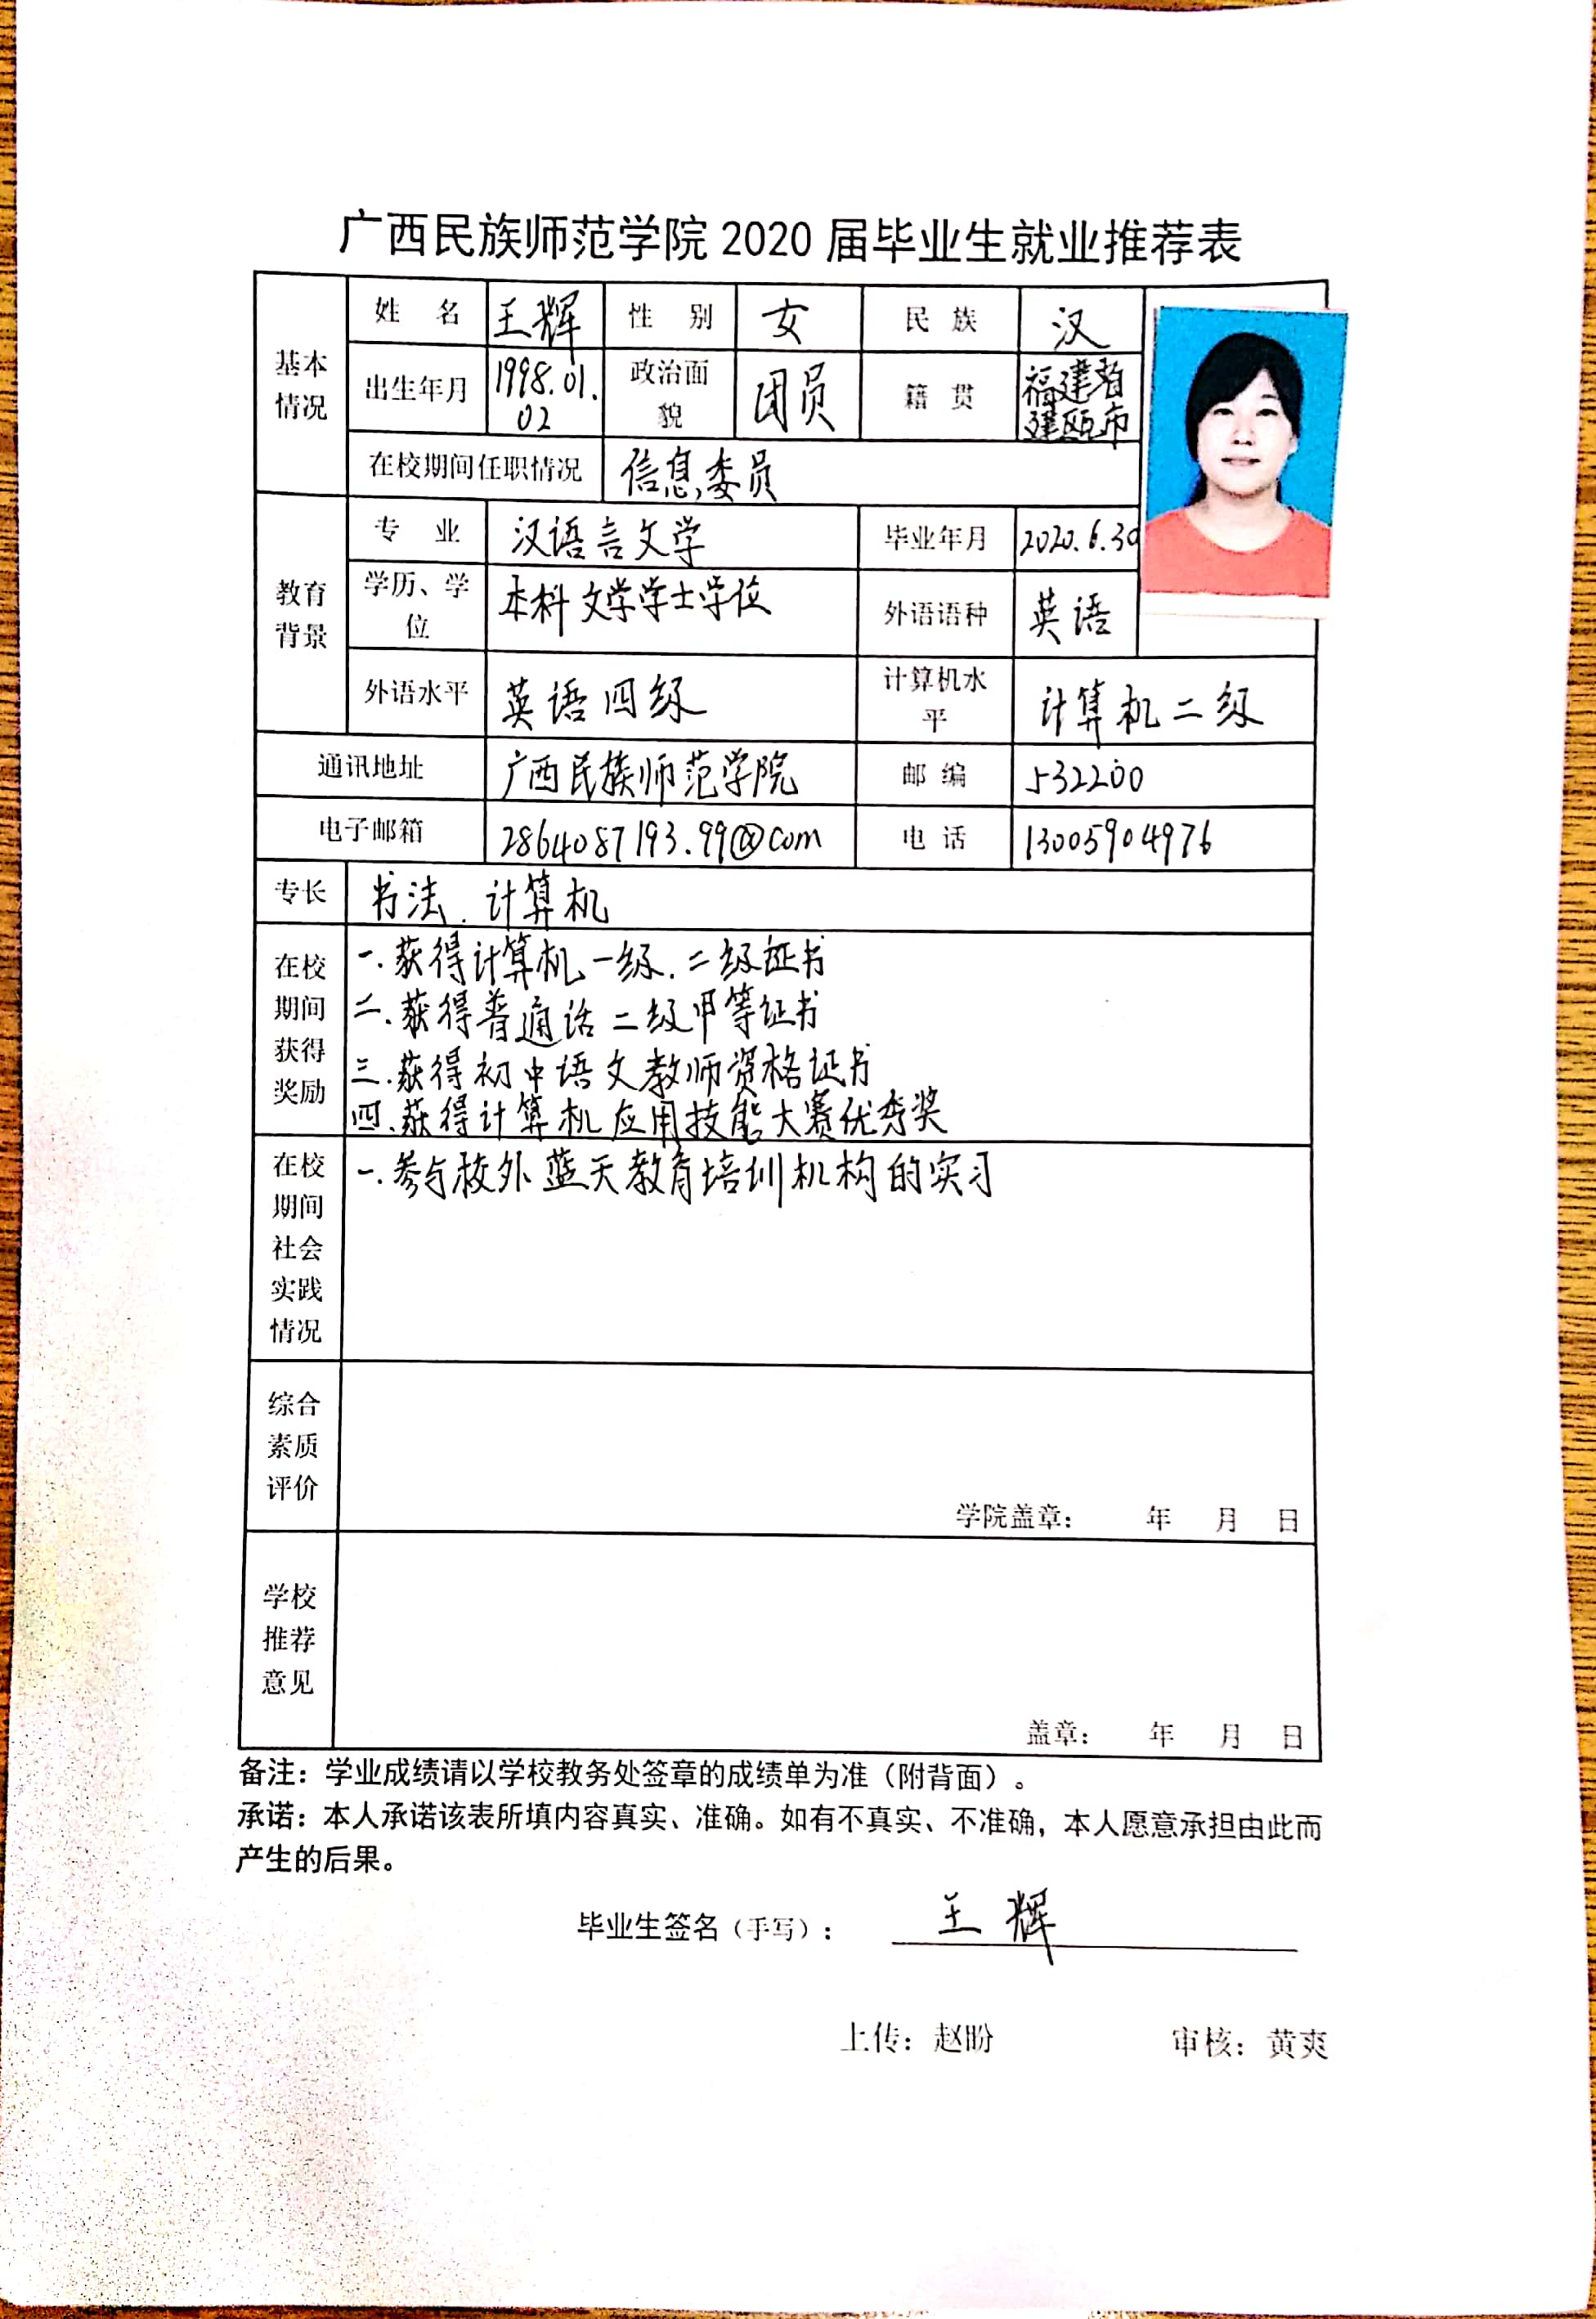 广西民族师范学院 2020 届毕业生就业推荐表
基本情况
姓 名 王辉 性 别 女 民 族 汉
出生年月 1998.01.02 政治面貌 团员 籍 贯 福建省建瓯市
在校期间任职情况 信息委员
教育背景
专 业 汉语言文学 毕业年月 2020.6.30
学历、学位 本科 文学学士学位 外语语种 英语
外语水平 英语四级 计算机水平 计算机二级
通讯地址 广西民族师范学院 邮 编 532200
电子邮箱 2864087193.99@com 电 话 13005904976
专长 书法.计算机
在校期间获得奖励
一.获得计算机一级.二级证书
二.获得普通话二级甲等证书
三.获得初中语文教师资格证书
四.获得计算机应用技能大赛优秀奖
在校期间社会实践情况
一.参与校外蓝天教育培训机构的实习
综合素质评价
学院盖章： 年 月 日
学校推荐意见
盖章： 年 月 日
备注：学业成绩请以学校教务处签章的成绩单为准（附背面）。
承诺：本人承诺该表所填内容真实、准确。如有不真实、不准确，本人愿意承担由此而
产生的后果。
毕业生签名（手写）： 王辉
上传：赵盼 审核：黄爽